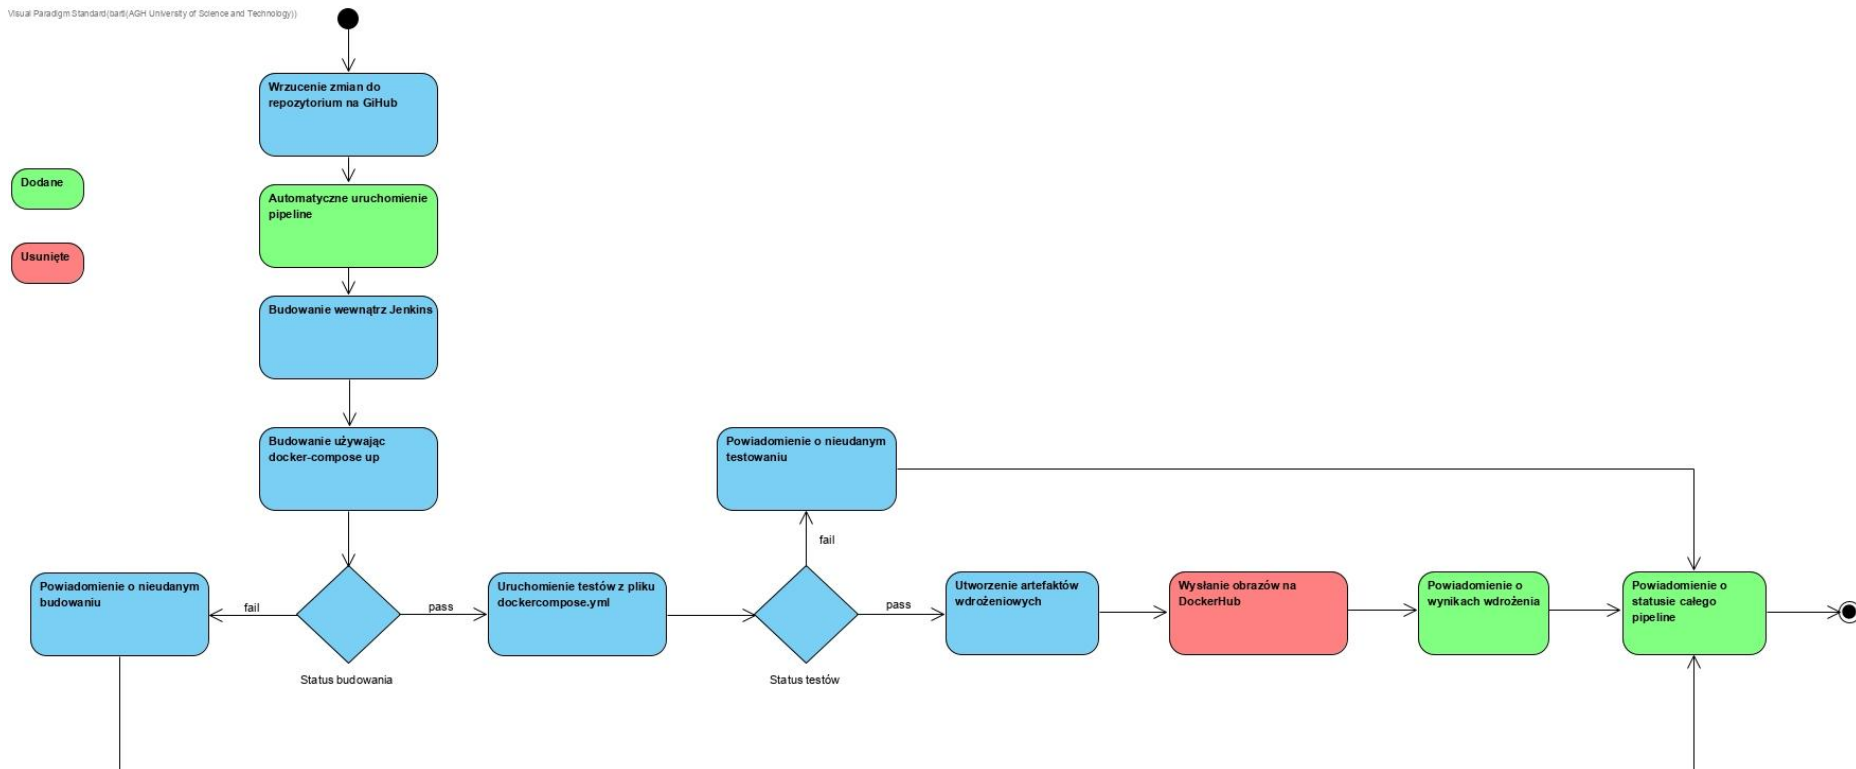 Visual Paradigm Standard(barti(AGH University of Science and Technology))
Wrzucenie zmian do
repozytorium na GiHub
Dodane
Automatyczne uruchomienie
pipeline
Usunięte
Budowanie wewnątrz Jenkins
Budowanie używając
docker-compose up
Powiadomienie o nieudanym
testowaniu
fail
Powiadomienie o nieudanym
budowaniu
fail
pass
Status budowania
Uruchomienie testów z pliku
dockercompose.yml
pass
Status testów
Utworzenie artefaktów
wdrożeniowych
Wysłanie obrazów na
DockerHub
Powiadomienie o
wynikach wdrożenia
Powiadomienie o
statusie całego
pipeline